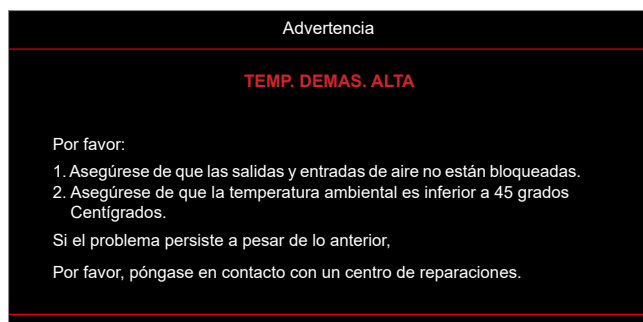 Advertencia
TEMP. DEMAS. ALTA
Por favor:
1. Asegúrese de que las salidas y entradas de aire no están bloqueadas.
2. Asegúrese de que la temperatura ambiental es inferior a 45 grados
Centígrados.
Si el problema persiste a pesar de lo anterior,
Por favor, póngase en contacto con un centro de reparaciones.